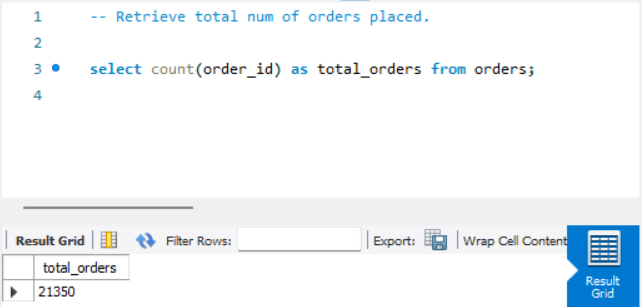 1 -- Retrieve total num of orders placed.
2
3 select count(order_id) as total_orders from orders;
4
Result Grid Filter Rows: Export: Wrap Cell Content
total_orders
21350
Result
Grid